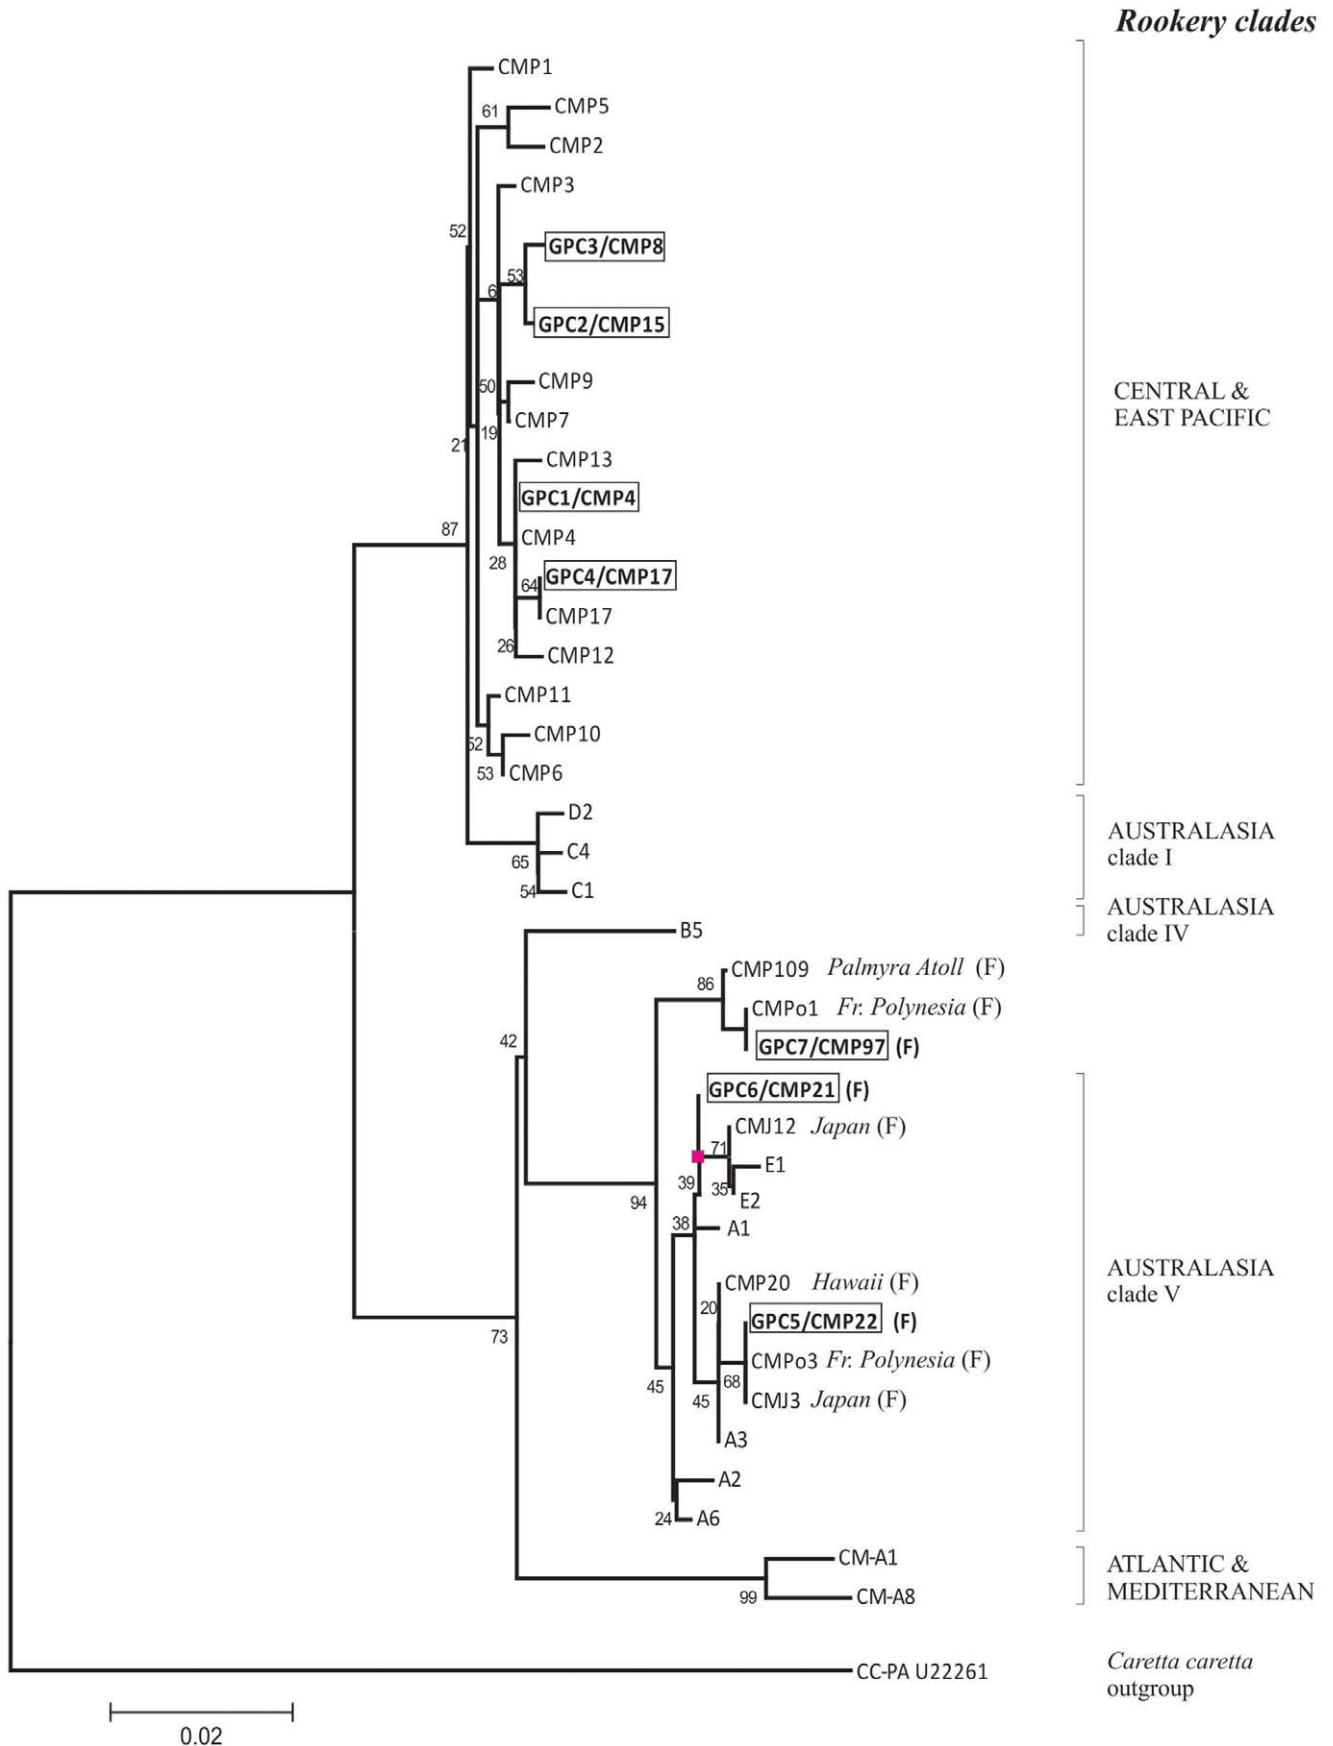 Rookery clades
CMP1
61
CMP5
CMP2
CMP3
52
GPC3/CMP8
53
6
GPC2/CMP15
CMP9
50
CENTRAL &
EAST PACIFIC
CMP7
19
21
CMP13
GPC1/CMP4
87
CMP4
28
GPC4/CMP17
64
CMP17
26
CMP12
CMP11
CMP10
52
53
CMP6
D2
AUSTRALASIA
clade I
C4
65
54
C1
AUSTRALASIA
clade IV
B5
CMP109 Palmyra Atoll (F)
86
CMPo1 Fr. Polynesia (F)
42
GPC7/CMP97 (F)
GPC6/CMP21 (F)
CMJ12 Japan (F)
71
E1
39
35
E2
94
38
A1
AUSTRALASIA
clade V
CMP20 Hawaii (F)
20
GPC5/CMP22 (F)
73
CMPo3 Fr. Polynesia (F)
68
45
45
CMJ3 Japan (F)
A3
A2
24
A6
CM-A1
ATLANTIC &
MEDITERRANEAN
99
CM-A8
CC-PA U22261
Caretta caretta
outgroup
0.02